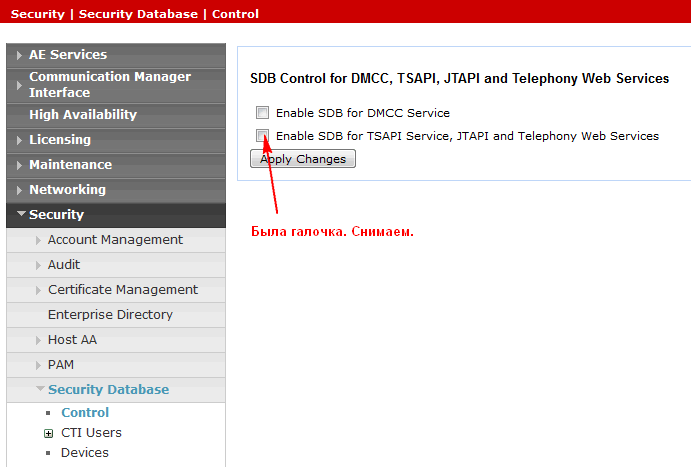 Security | Security Database | Control
AE Services
Communication Manager
Interface
High Availability
Licensing
Maintenance
Networking
Security
Account Management
Audit
Certificate Management
Enterprise Directory
Host AA
PAM
Security Database
Control
CTI Users
Devices
SDB Control for DMCC, TSAPI, JTAPI and Telephony Web Services
Enable SDB for DMCC Service
Enable SDB for TSAPI Service, JTAPI and Telephony Web Services
Apply Changes
Была галочка. Снимаем.